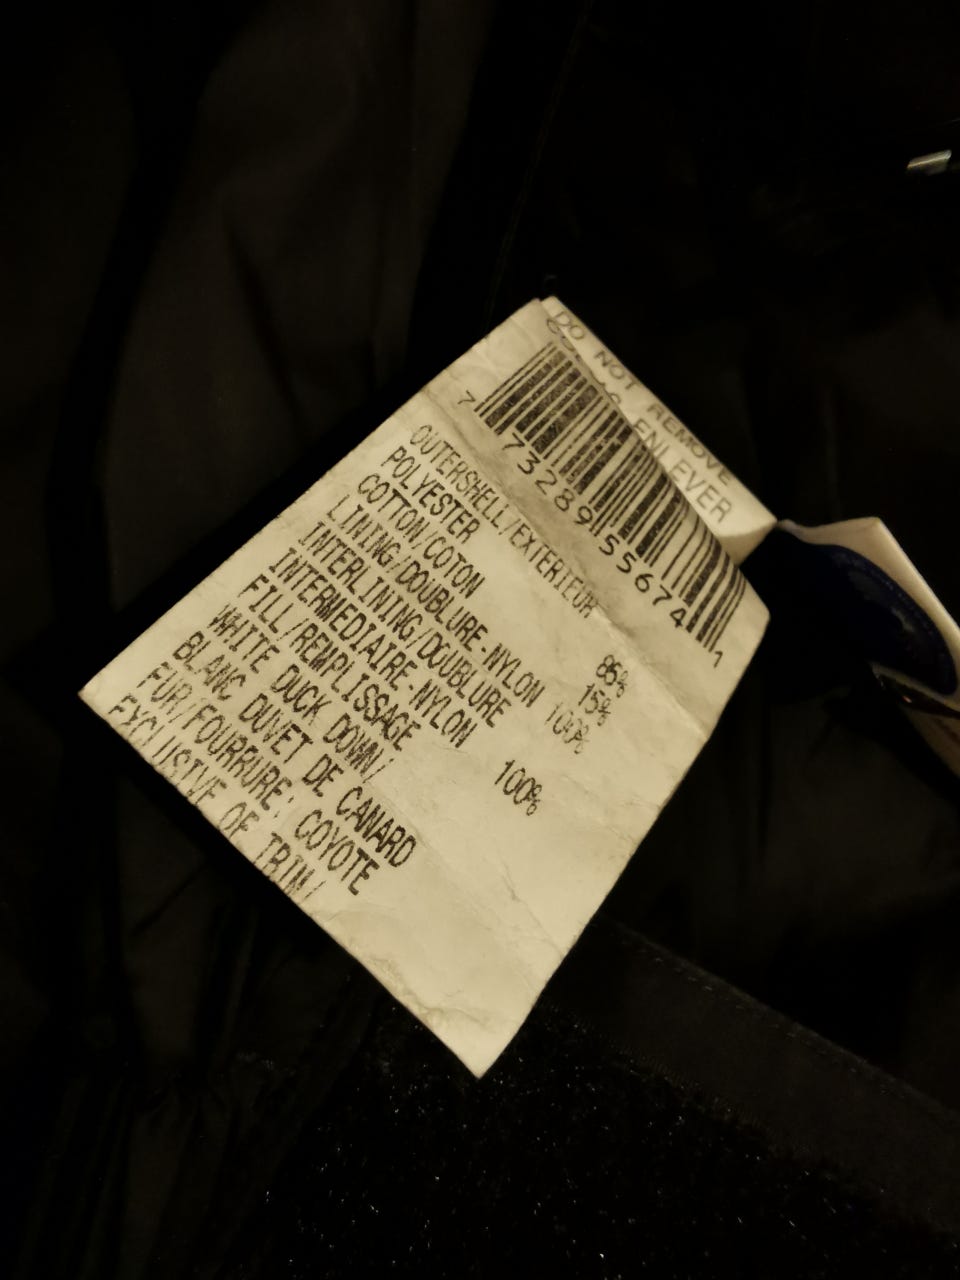 DO NOT REMOVE
ENLEVER
7 73289 55674 1
OUTERSHELL/EXTERIEUR
POLYESTER 85%
COTTON/COTON 15%
LINING/DOUBLURE-NYLON 100%
INTERLINING/DOUBLURE
INTERMEDIAIRE-NYLON 100%
FILL/REMPLISSAGE
WHITE DUCK DOWN/
BLANC DUVET DE CANARD
FUR/FOURRURE: COYOTE
EXCLUSIVE OF TRIM/